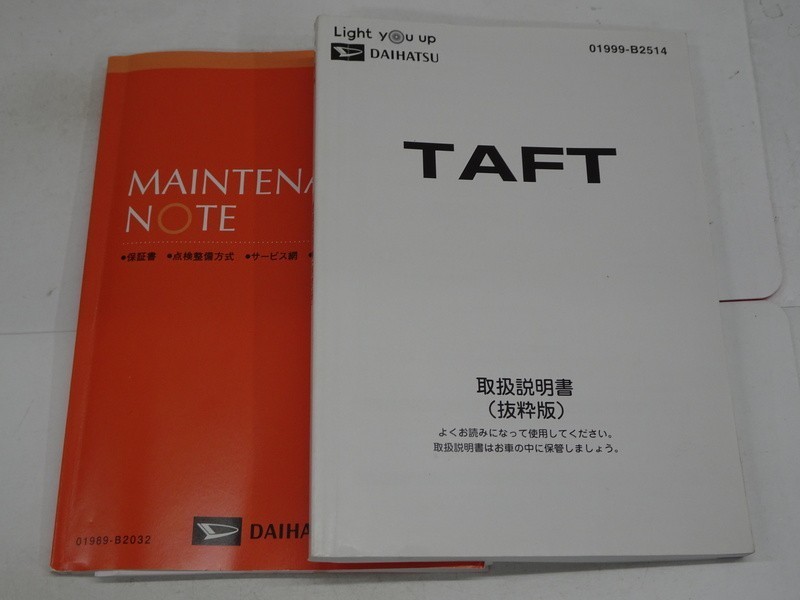 Light you up
DAIHATSU
01999-B2514
TAFT
取扱説明書
（抜粋版）
よくお読みになって使用してください。
取扱説明書はお車の中に保管しましょう。
MAINTENA
NOTE
●保証書 ●点検整備方式 ●サービス網
DAIHA
01989-B2032